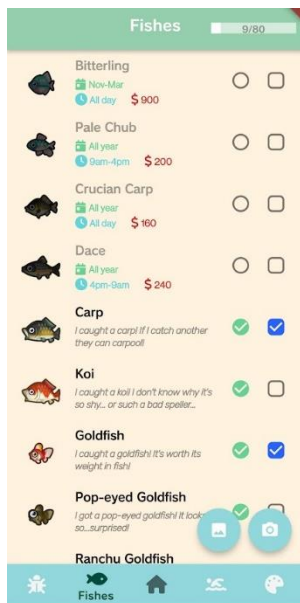 Fishes
9/80
Bitterling
Nov-Mar
All day $ 900
Pale Chub
All year
9am-4pm $ 200
Crucian Carp
All year
All day $ 160
Dace
All year
4pm-9am $ 240
Carp
I caught a carp! If I catch another
they can carpool!
Koi
I caught a koi! I don't know why it's
so shy... or such a bad speller...
Goldfish
I caught a goldfish! It's worth its
weight in fish!
Pop-eyed Goldfish
I got a pop-eyed goldfish! It looks
so...surprised!
Ranchu Goldfish
Fishes